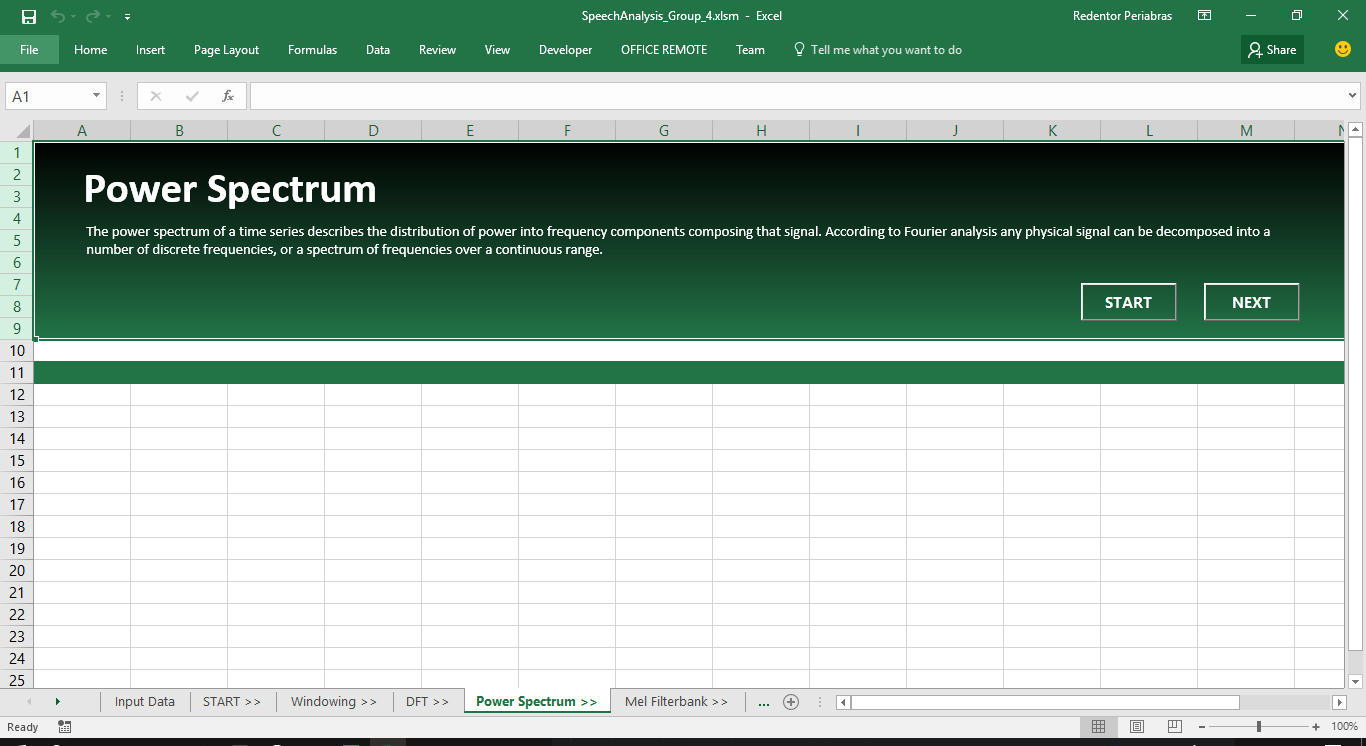 SpeechAnalysis_Group_4.xlsm - Excel
Redentor Periabras
File Home Insert Page Layout Formulas Data Review View Developer OFFICE REMOTE Team Tell me what you want to do Share
A1 fx
A B C D E F G H I J K L M N
1
2
3
4
5
6
7
8
9
10
11
12
13
14
15
16
17
18
19
20
21
22
23
24
25
Power Spectrum
The power spectrum of a time series describes the distribution of power into frequency components composing that signal. According to Fourier analysis any physical signal can be decomposed into a
number of discrete frequencies, or a spectrum of frequencies over a continuous range.
START NEXT
Input Data START >> Windowing >> DFT >> Power Spectrum >> Mel Filterbank >> ...
Ready 100%